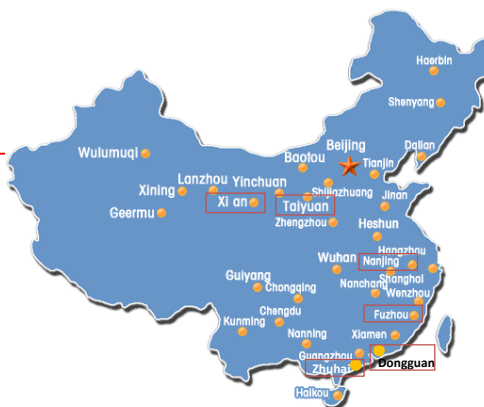 Haerbin
Shenyang
Beijing
Dalian
Wulumuqi
Baotou
Tianjin
Lanzhou
Yinchuan
Xining
Shijiazhuang
Jinan
Xi an
Taiyuan
Geermu
Zhengzhou
Heshun
Hangzhou
Wuhan
Nanjing
Guiyang
Shanghai
Nanchang
Chongqing
Wenzhou
Chengdu
Fuzhou
Kunming
Nanning
Xiamen
Guangzhou
Dongguan
Zhuhai
Haikou